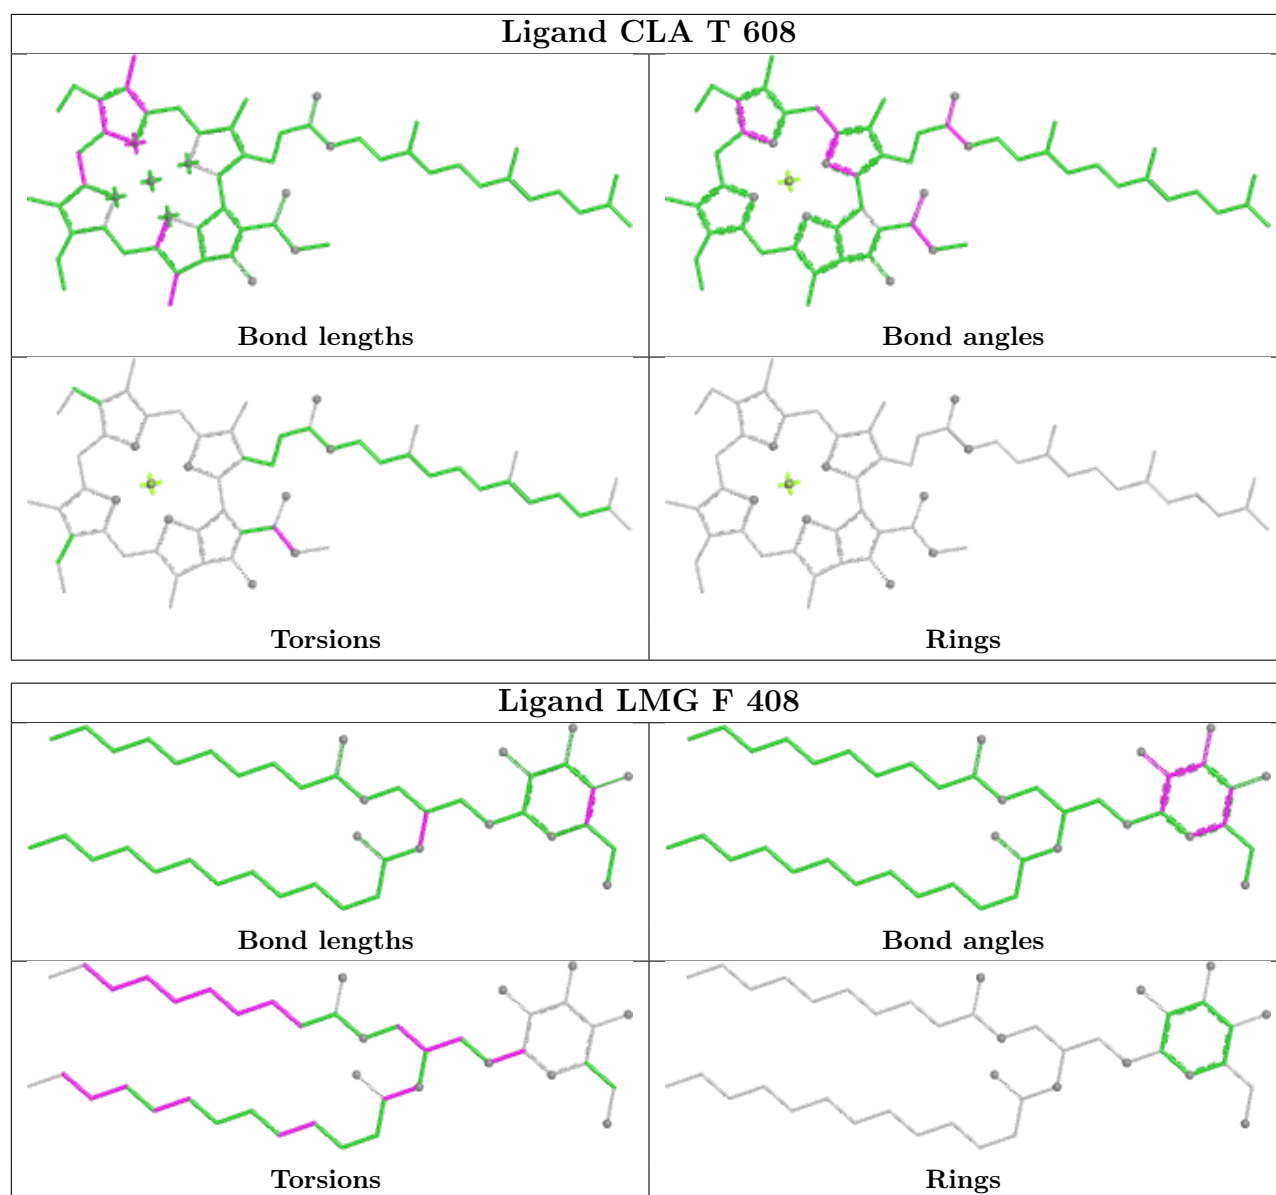 Ligand CLA T 608
Bond lengths
Bond angles
Torsions
Rings
Ligand LMG F 408
Bond lengths
Bond angles
Torsions
Rings